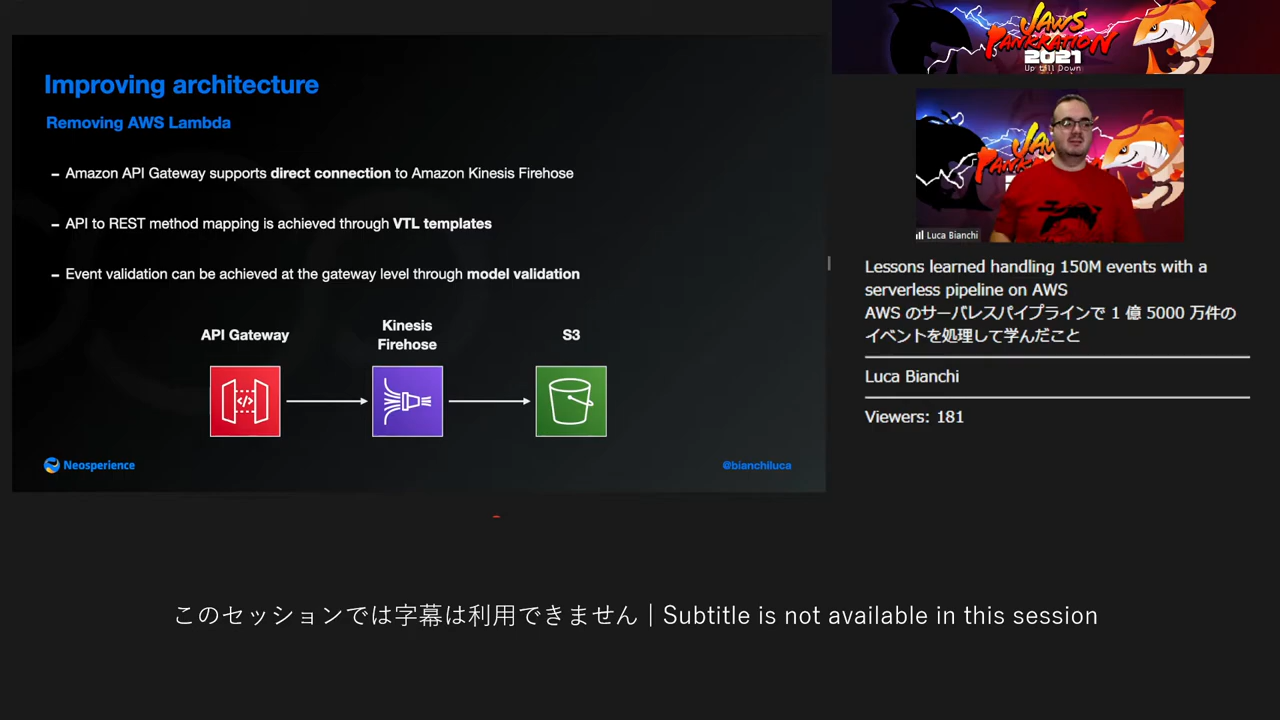 Improving architecture
Removing AWS Lambda
– Amazon API Gateway supports direct connection to Amazon Kinesis Firehose
– API to REST method mapping is achieved through VTL templates
– Event validation can be achieved at the gateway level through model validation
API Gateway
Kinesis
Firehose
S3
Neosperience
@bianchiluca
JAWS
PANKRATION
2021
Up till Down
Luca Bianchi
Lessons learned handling 150M events with a
serverless pipeline on AWS
AWS のサーバレスパイプラインで 1 億 5000 万件の
イベントを処理して学んだこと
Luca Bianchi
Viewers: 181
このセッションでは字幕は利用できません | Subtitle is not available in this session